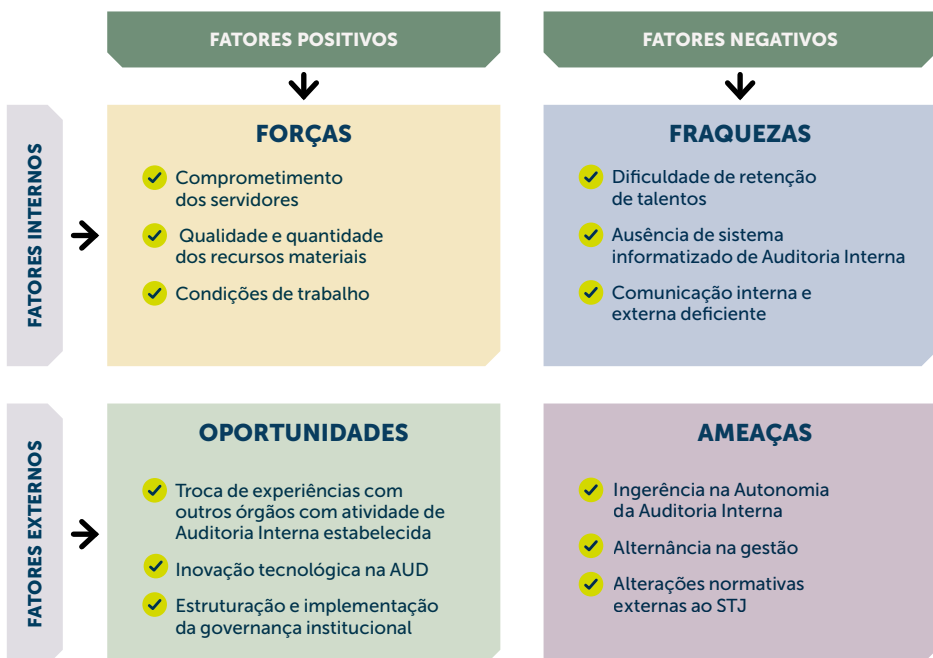 FATORES POSITIVOS
FATORES NEGATIVOS
FATORES INTERNOS
FORÇAS
Comprometimento
dos servidores
Qualidade e quantidade
dos recursos materiais
Condições de trabalho
FRAQUEZAS
Dificuldade de retenção
de talentos
Ausência de sistema
informatizado de Auditoria Interna
Comunicação interna e
externa deficiente
FATORES EXTERNOS
OPORTUNIDADES
Troca de experiências com
outros órgãos com atividade de
Auditoria Interna estabelecida
Inovação tecnológica na AUD
Estruturação e implementação
da governança institucional
AMEAÇAS
Ingerência na Autonomia
da Auditoria Interna
Alternância na gestão
Alterações normativas
externas ao STJ